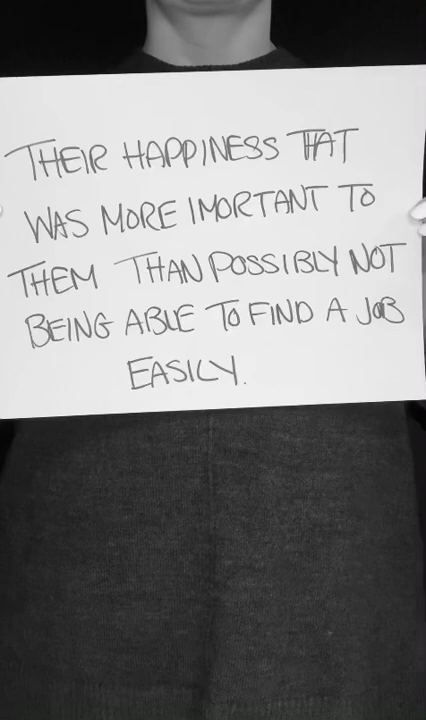 THEIR HAPPINESS THAT
WAS MORE IMORTANT TO
THEM THAN POSSIBLY NOT
BEING ABLE TO FIND A JOB
EASILY.